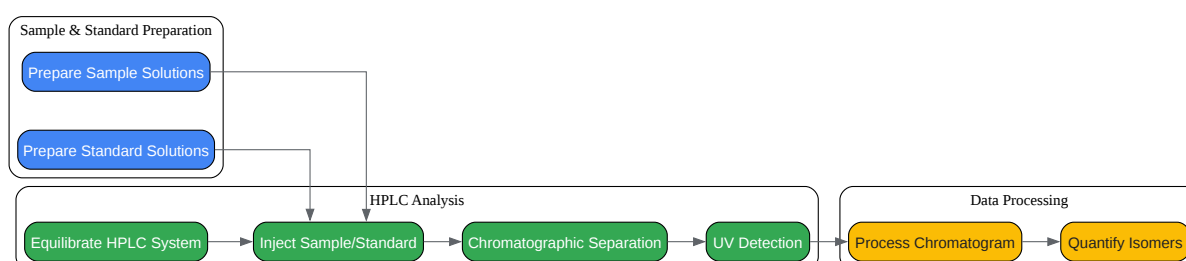 Sample & Standard Preparation
Prepare Sample Solutions
Prepare Standard Solutions
HPLC Analysis
Equilibrate HPLC System
Inject Sample/Standard
Chromatographic Separation
UV Detection
Data Processing
Process Chromatogram
Quantify Isomers